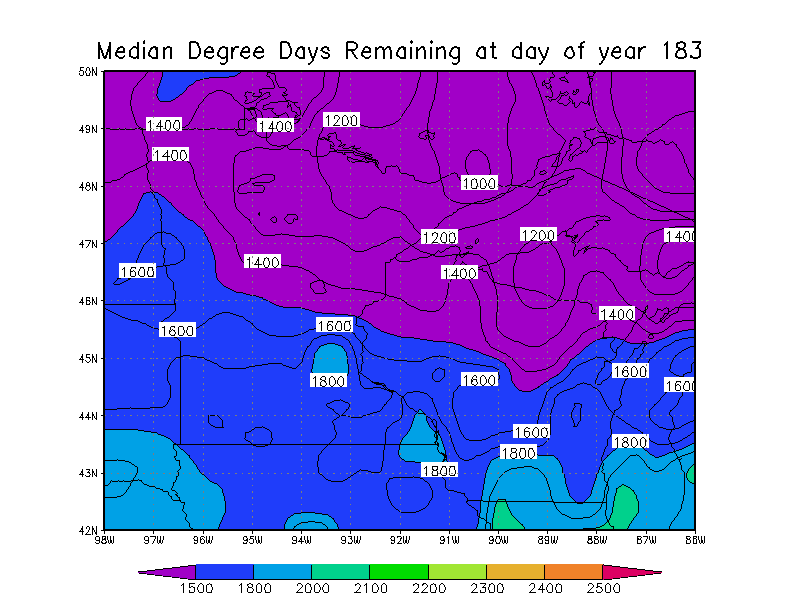 Median Degree Days Remaining at day of year 183
50N
1400 1400 1200
49N
1400
48N
1000
47N
1200 1200 1400
1600 1400 1400
46N
1400
1600 1600
45N
1800 1600 1600 1600
44N
1600
1800 1800
43N
1800
42N
98W 97W 96W 95W 94W 93W 92W 91W 90W 89W 88W 87W 86W
1500 1800 2000 2100 2200 2300 2400 2500